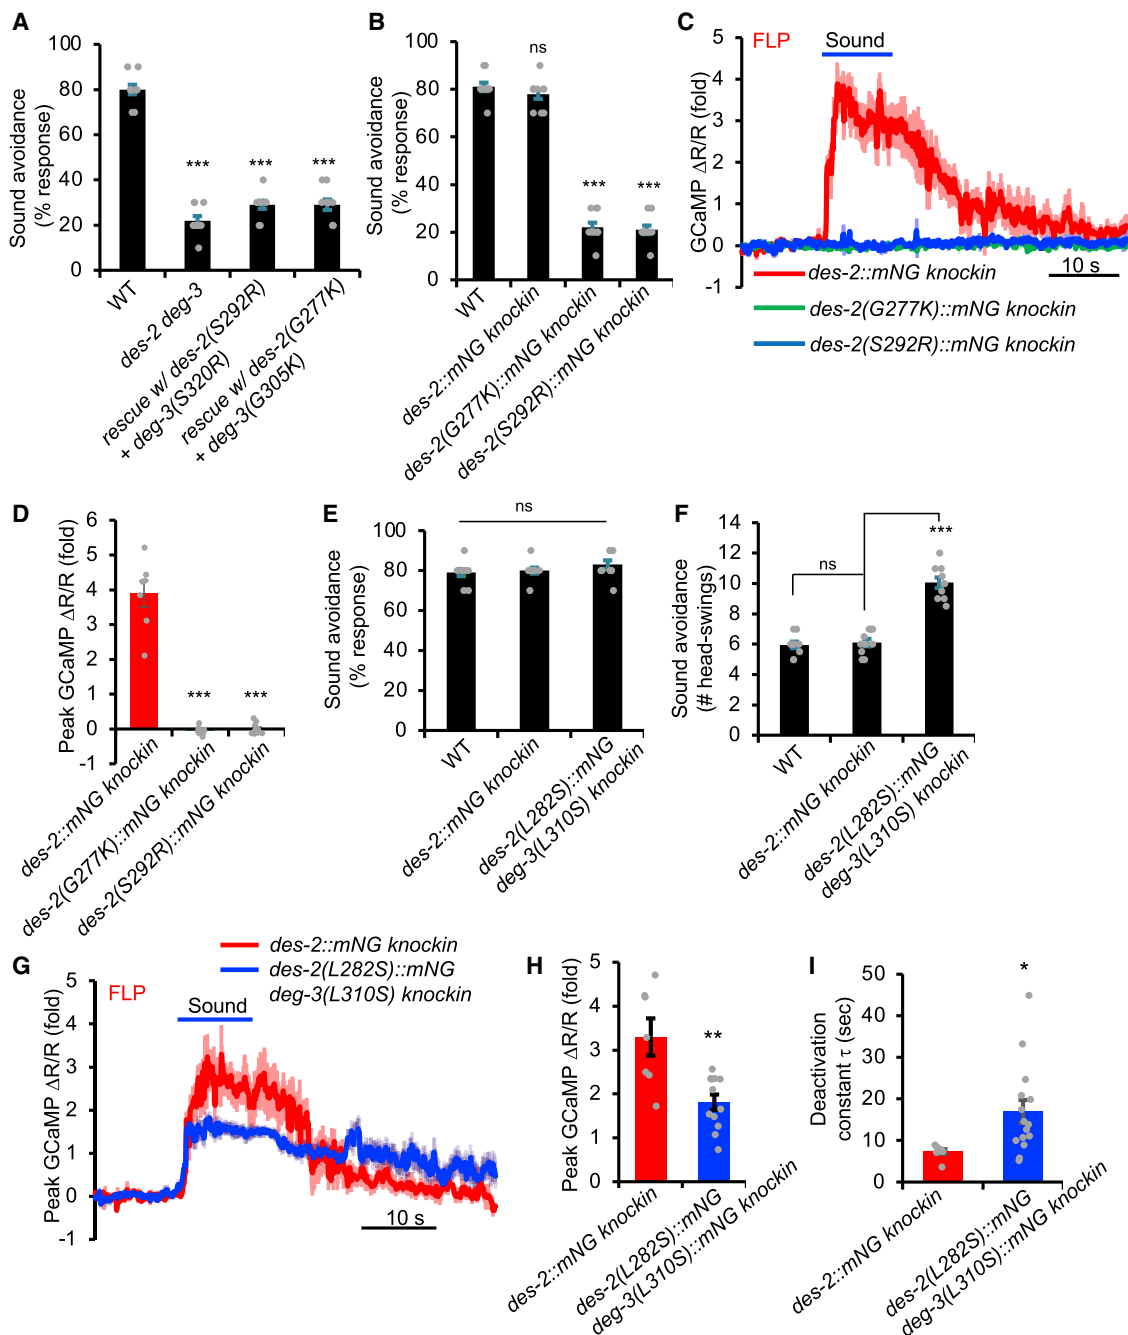 A
Sound avoidance
(% response)
100
80
60
40
20
0
***
***
***
WT
des-2 deg-3
rescue w/ des-2(S292R)
+ deg-3(S320R)
rescue w/ des-2(G277K)
+ deg-3(G305K)
B
Sound avoidance
(% response)
100
80
60
40
20
0
ns
***
***
WT
des-2::mNG knockin
des-2(G277K)::mNG knockin
des-2(S292R)::mNG knockin
C
FLP
Sound
GCaMP ΔR/R (fold)
5
4
3
2
1
0
-1
10 s
des-2::mNG knockin
des-2(G277K)::mNG knockin
des-2(S292R)::mNG knockin
D
Peak GCaMP ΔR/R (fold)
6
5
4
3
2
1
0
-1
***
***
des-2::mNG knockin
des-2(G277K)::mNG knockin
des-2(S292R)::mNG knockin
E
Sound avoidance
(% response)
100
80
60
40
20
0
ns
WT
des-2::mNG knockin
des-2(L282S)::mNG
deg-3(L310S) knockin
F
Sound avoidance
(# head-swings)
14
12
10
8
6
4
2
0
ns
***
WT
des-2::mNG knockin
des-2(L282S)::mNG
deg-3(L310S) knockin
G
des-2::mNG knockin
des-2(L282S)::mNG
deg-3(L310S) knockin
FLP
Sound
Peak GCaMP ΔR/R (fold)
5
4
3
2
1
0
-1
10 s
H
Peak GCaMP ΔR/R (fold)
5
4
3
2
1
0
**
des-2::mNG knockin
des-2(L282S)::mNG
deg-3(L310S)::mNG knockin
I
Deactivation
constant τ (sec)
50
40
30
20
10
0
*
des-2::mNG knockin
des-2(L282S)::mNG
deg-3(L310S)::mNG knockin